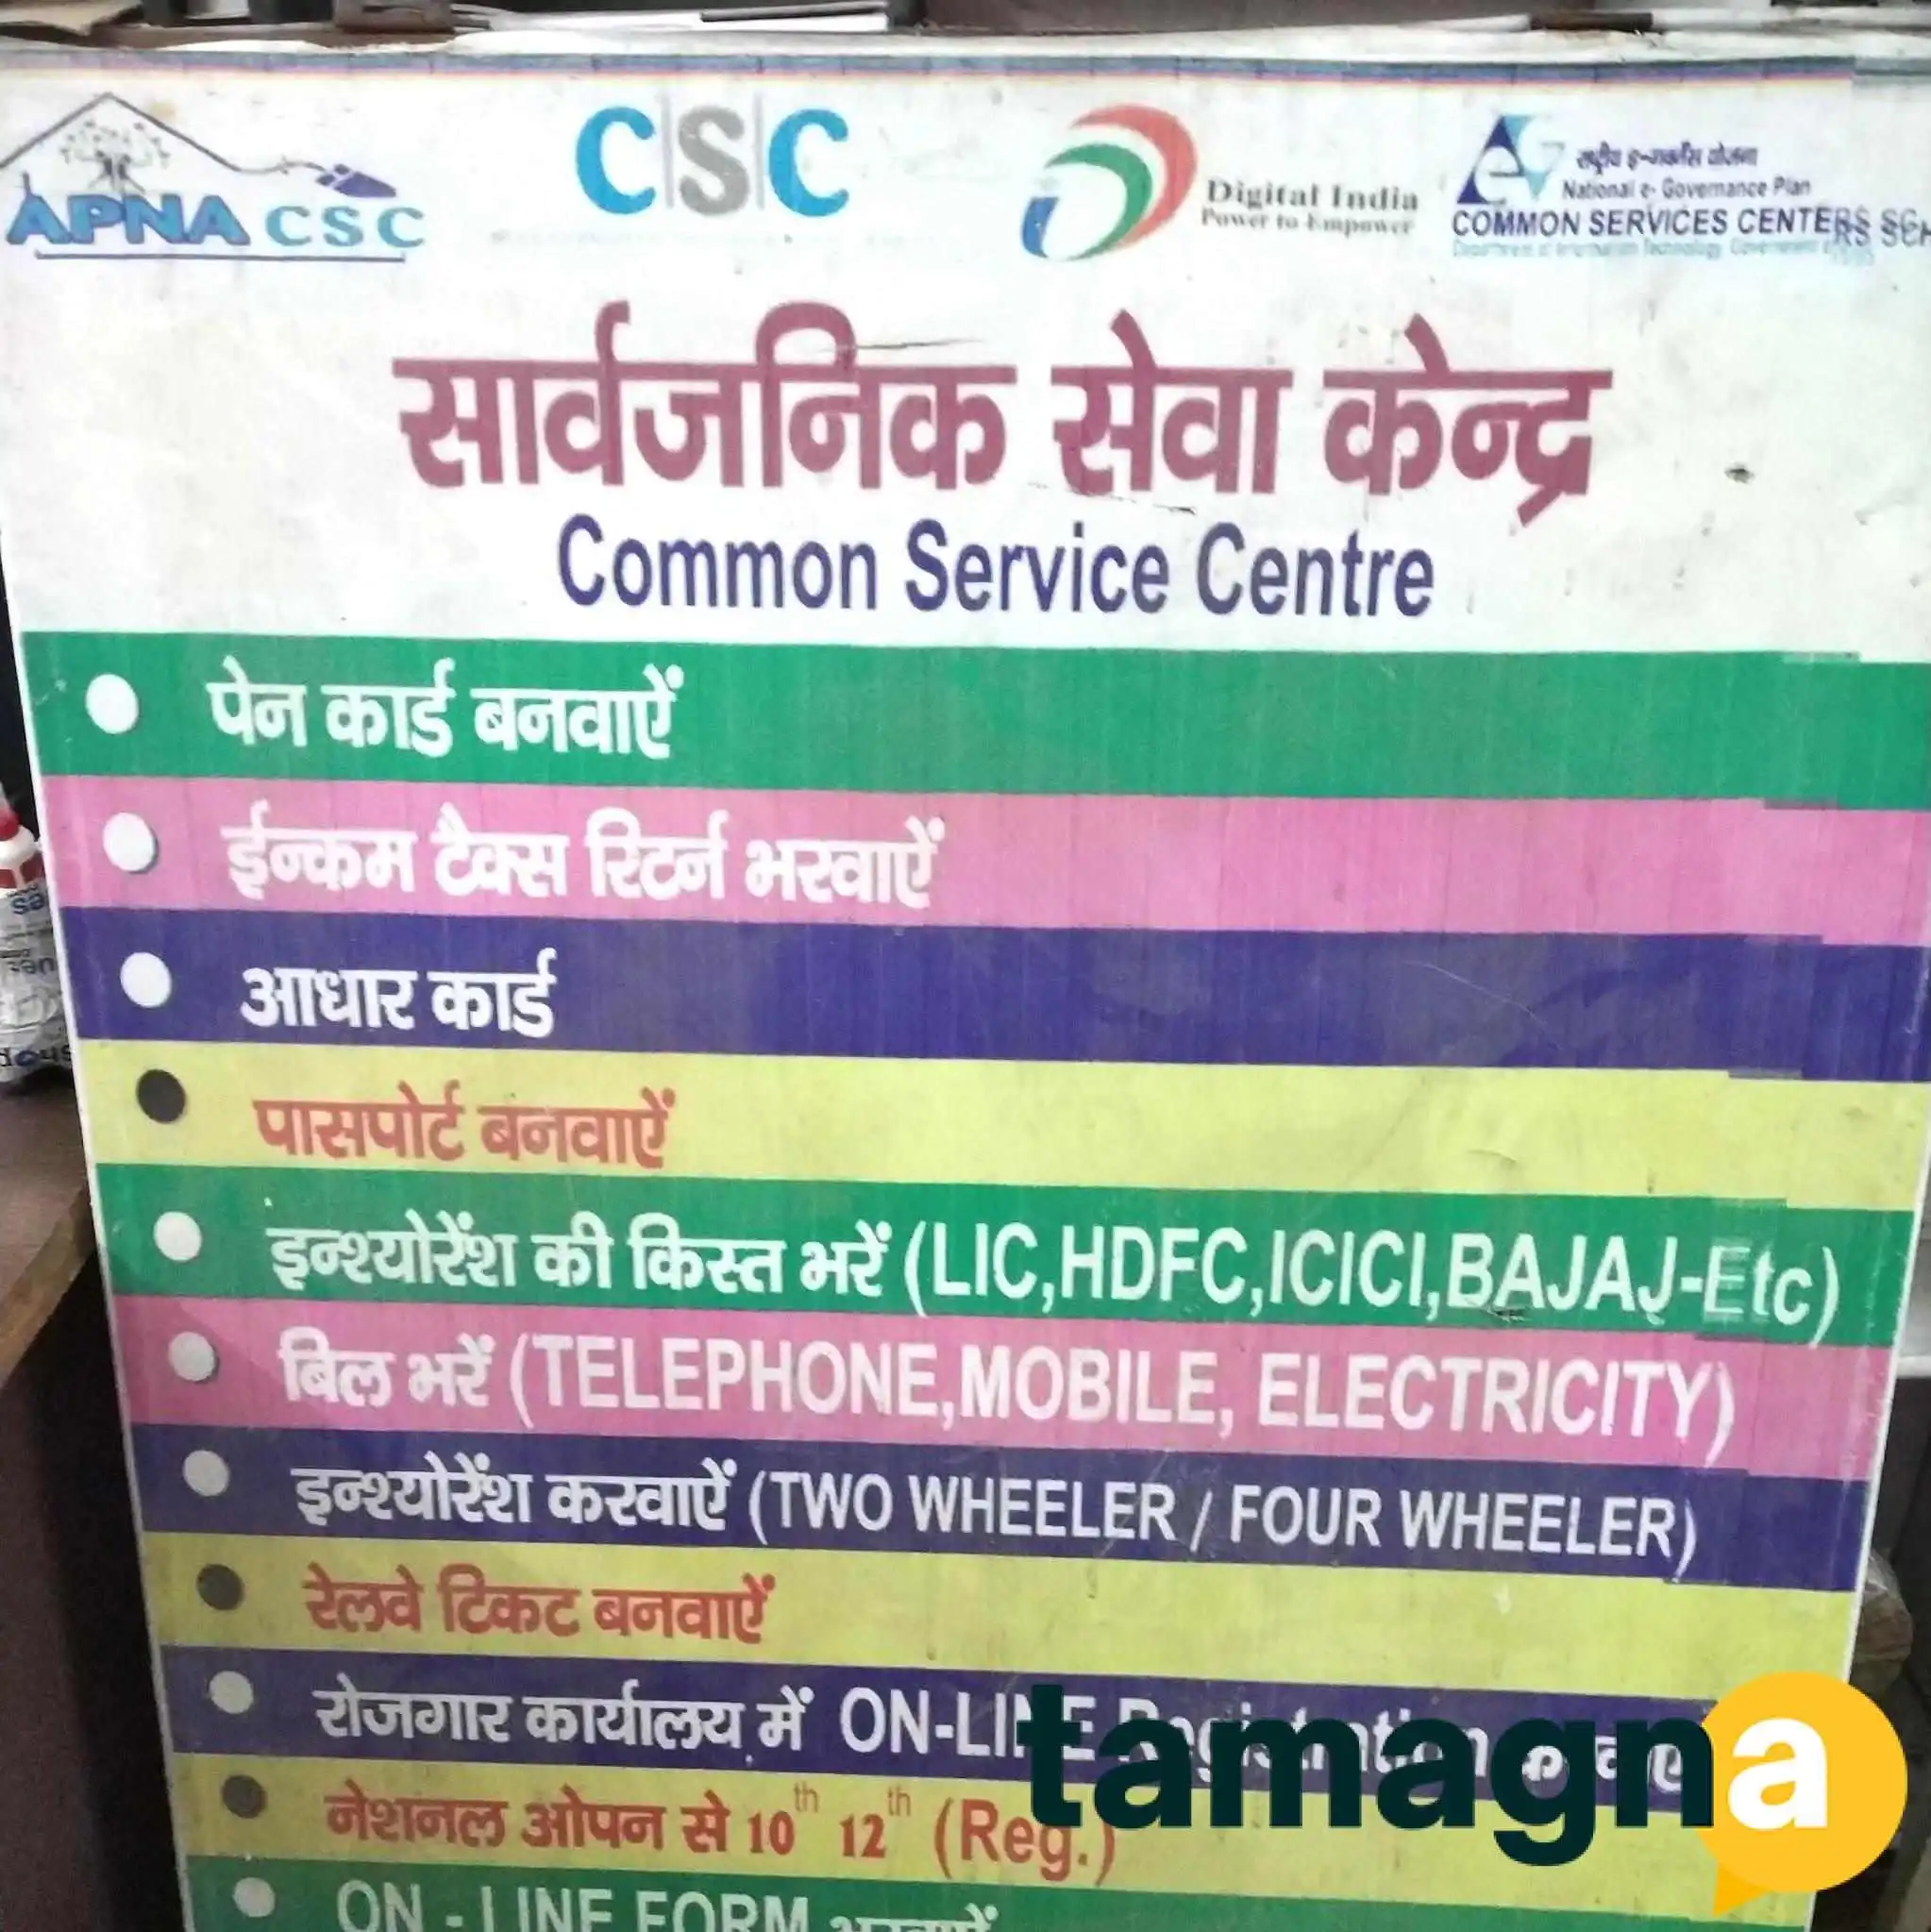 APNA CSC
CSC
Digital India
Power to Empower
राष्ट्रीय ई-गवर्नेंस योजना
National e- Governance Plan
COMMON SERVICES CENTERS
सार्वजनिक सेवा केन्द्र
Common Service Centre
पेन कार्ड बनवाऐं
ईन्कम टैक्स रिटर्न भरवाऐं
आधार कार्ड
पासपोर्ट बनवाऐं
इन्श्योरेंश की किस्त भरें (LIC,HDFC,ICICI,BAJAJ-Etc)
बिल भरें (TELEPHONE,MOBILE, ELECTRICITY)
इन्श्योरेंश करवाऐं (TWO WHEELER / FOUR WHEELER)
रेलवे टिकट बनवाऐं
रोजगार कार्यालय में ON-LINE Registration
नेशनल ओपन से 10th 12th (Reg.)
ON - LINE FORM भरवाऐं
tamagna